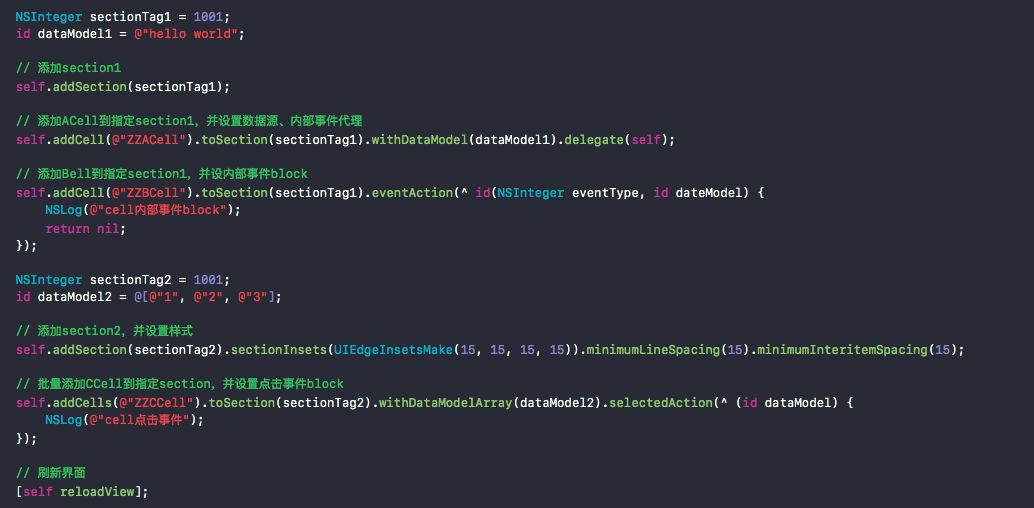 NSInteger sectionTag1 = 1001;
id dataModel1 = @"hello world";
// 添加section1
self.addSection(sectionTag1);
// 添加ACell到指定section1，并设置数据源、内部事件代理
self.addCell(@"ZZACell").toSection(sectionTag1).withDataModel(dataModel1).delegate(self);
// 添加Bell到指定section1，并设内部事件block
self.addCell(@"ZZBCell").toSection(sectionTag1).eventAction(^ id(NSInteger eventType, id dateModel) {
    NSLog(@"cell内部事件block");
    return nil;
});
NSInteger sectionTag2 = 1001;
id dataModel2 = @[@"1", @"2", @"3"];
// 添加section2，并设置样式
self.addSection(sectionTag2).sectionInsets(UIEdgeInsetsMake(15, 15, 15, 15)).minimumLineSpacing(15).minimumInteritemSpacing(15);
// 批量添加CCell到指定section，并设置点击事件block
self.addCells(@"ZZCCell").toSection(sectionTag2).withDataModelArray(dataModel2).selectedAction(^ (id dataModel) {
    NSLog(@"cell点击事件");
});
// 刷新界面
[self reloadView];